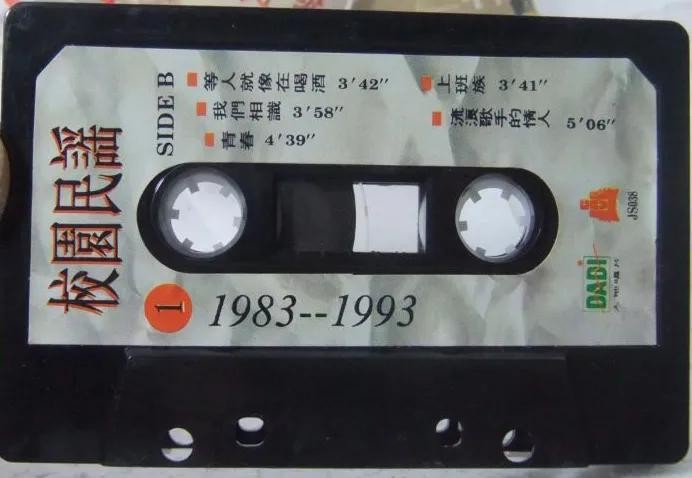 校園民謠
SIDE B
等人就像在喝酒 3'42"
我們相識 3'58"
青春 4'39"
上班族 3'41"
流浪歌手的情人 5'06"
1 1983--1993
JS038
DADI